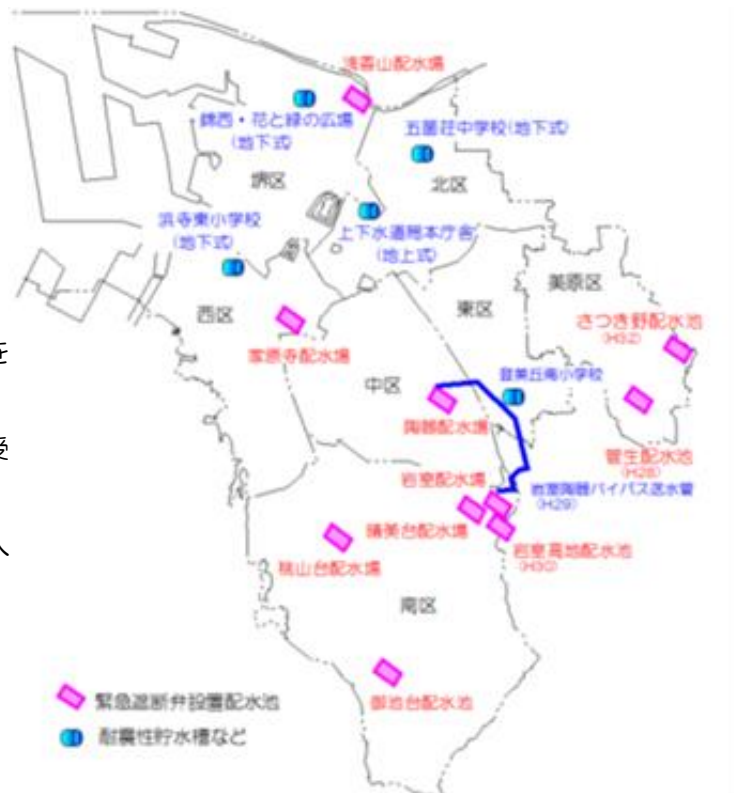 浅香山配水場
錦西・花と緑の広場
(地下式)
五箇荘中学校(地下式)
堺区
北区
浜寺東小学校
(地下式)
上下水道局本庁舎
(地上式)
美原区
東区
西区
さつき野配水池
(H32)
家原寺配水場
を
中区
登美丘南小学校
陶器配水場
受
菅生配水池
(H28)
岩室配水場
岩室陶器バイパス送水管
(H29)
晴美台配水場
岩室高地配水池
(H30)
桃山台配水場
南区
御池台配水池
緊急遮断弁設置配水池
耐震性貯水槽など